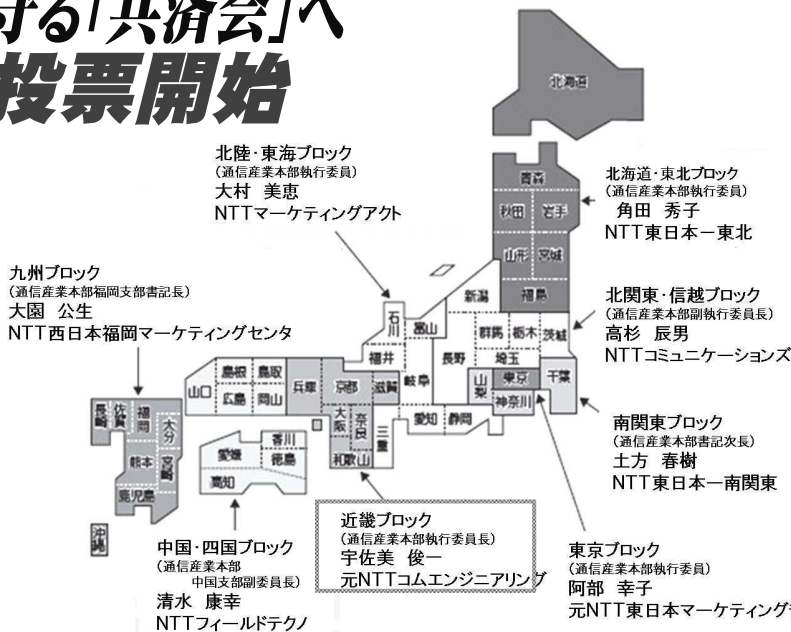 守る「共済会」へ
投票開始
北海道
北陸・東海ブロック
(通信産業本部執行委員)
大村 美恵
NTTマーケティングアクト
青森
秋田 岩手
山形 宮城
福島
北海道・東北ブロック
(通信産業本部執行委員)
角田 秀子
NTT東日本ー東北
九州ブロック
(通信産業本部福岡支部書記長)
大園 公生
NTT西日本福岡マーケティングセンタ
北関東・信越ブロック
(通信産業本部副執行委員長)
高杉 辰男
NTTコミュニケーションズ
新潟
石川 富山
群馬 栃木 茨城
福井 岐阜 長野 埼玉
山梨 東京 千葉
神奈川
愛知 静岡
山口 島根 鳥取
広島 岡山
兵庫 京都 滋賀
大阪 奈良 三重
和歌山
香川
愛媛 徳島
高知
長崎 佐賀 福岡 大分
熊本 宮崎
鹿児島
沖縄
南関東ブロック
(通信産業本部書記次長)
土方 春樹
NTT東日本ー南関東
中国・四国ブロック
(通信産業本部
中国支部副委員長)
清水 康幸
NTTフィールドテクノ
近畿ブロック
(通信産業本部執行委員長)
宇佐美 俊一
元NTTコムエンジニアリング
東京ブロック
(通信産業本部執行委員)
阿部 幸子
元NTT東日本マーケティング